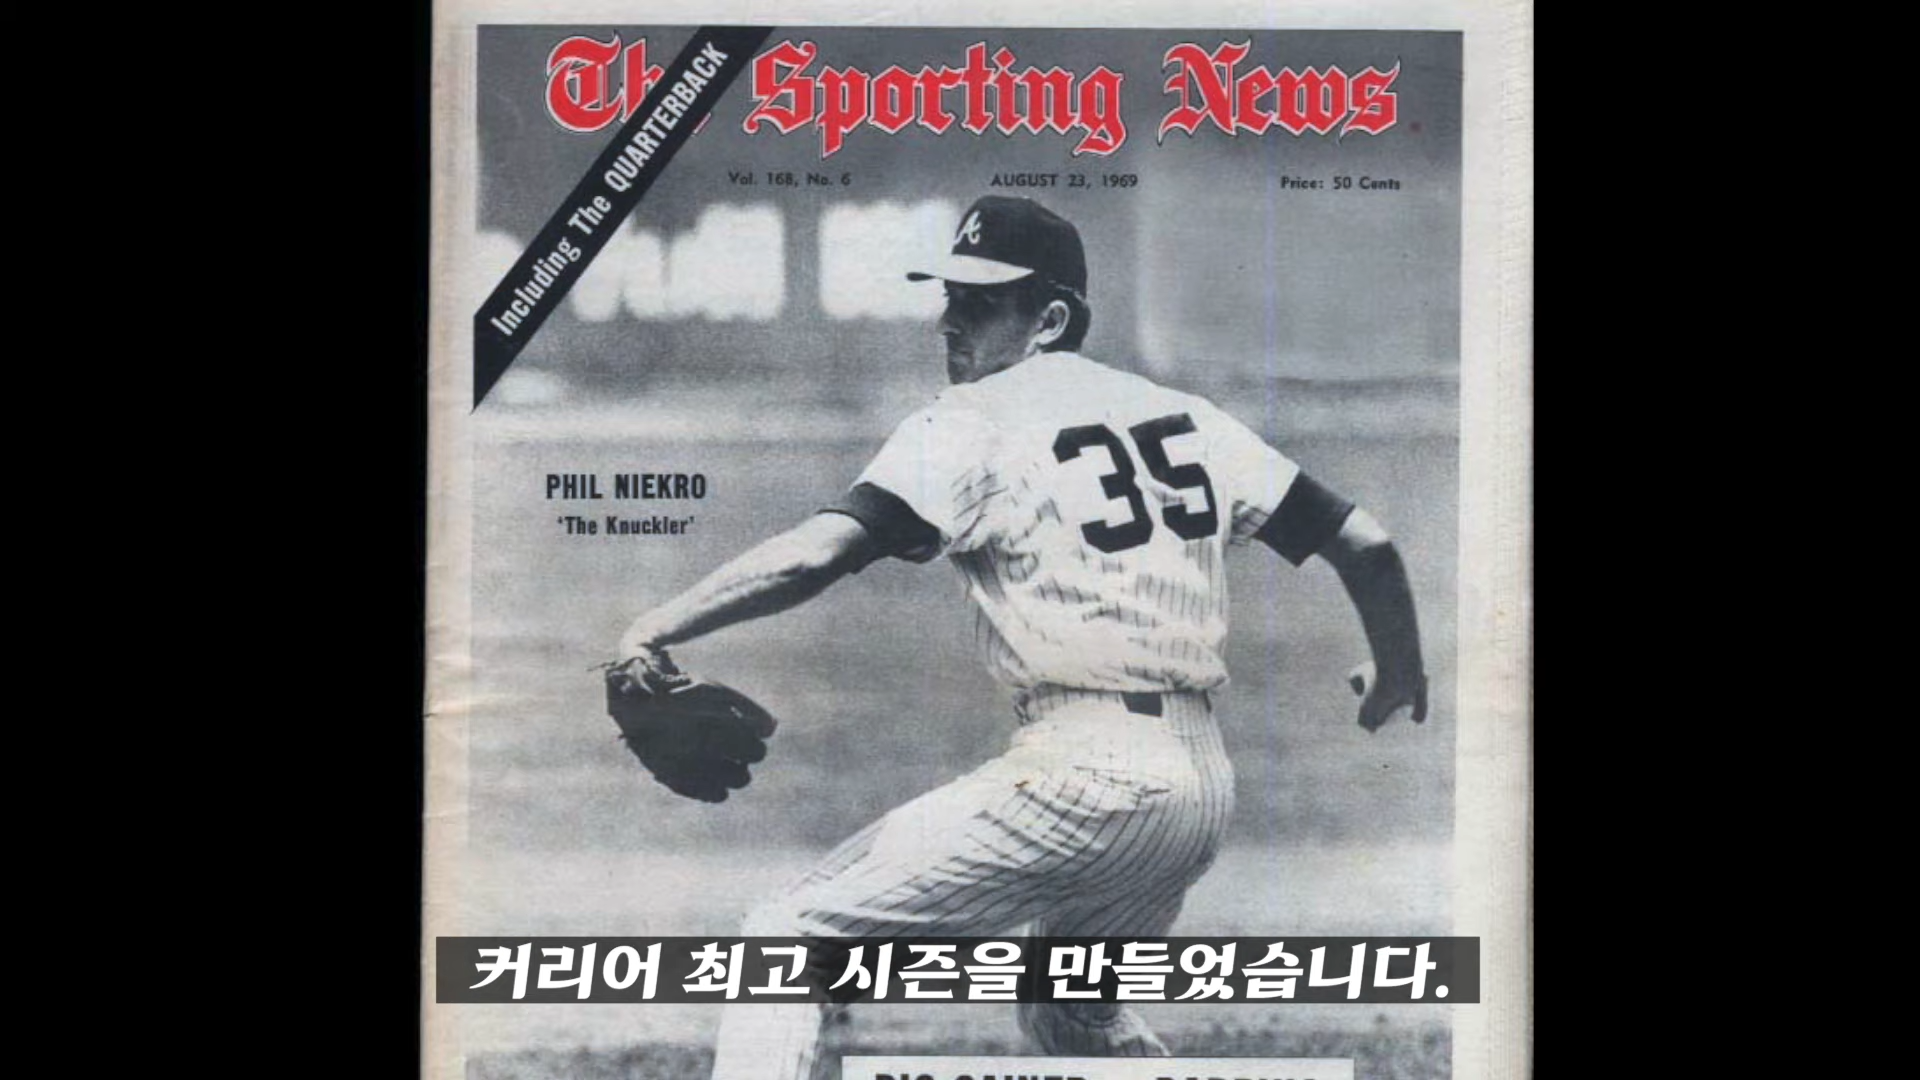 The Sporting News
Including The QUARTERBACK
Vol. 168, No. 6
AUGUST 23, 1969
Price: 50 Cents
A
35
PHIL NIEKRO
'The Knuckler'
커리어 최고 시즌을 만들었습니다.